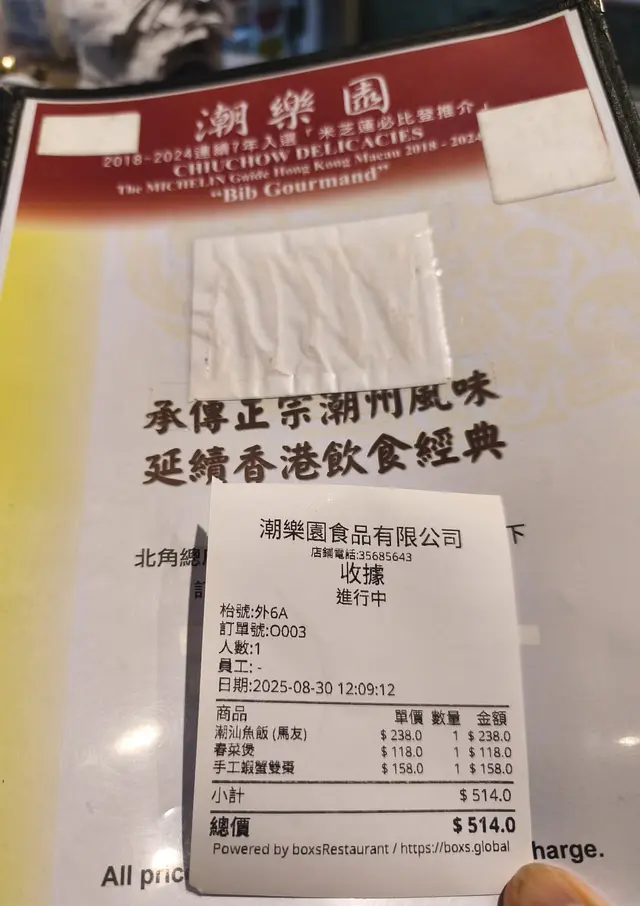 潮樂園
2018-2024連續7年入選「米芝蓮必比登推介」
CHIUCHOW DELICACIES
The MICHELIN Guide Hong Kong Macau 2018 - 2024
"Bib Gourmand"
承傳正宗潮州風味
延續香港飲食經典
北角總
下
潮樂園食品有限公司
店鋪電話:35685643
收據
進行中
枱號:外6A
訂單號:O003
人數:1
員工: -
日期:2025-08-30 12:09:12
商品 單價 數量 金額
潮汕魚飯 (馬友) $ 238.0 1 $ 238.0
春菜煲 $ 118.0 1 $ 118.0
手工蝦蟹雙棗 $ 158.0 1 $ 158.0
小計 $ 514.0
總價 $ 514.0
Powered by boxsRestaurant / https://boxs.global
All pric harge.